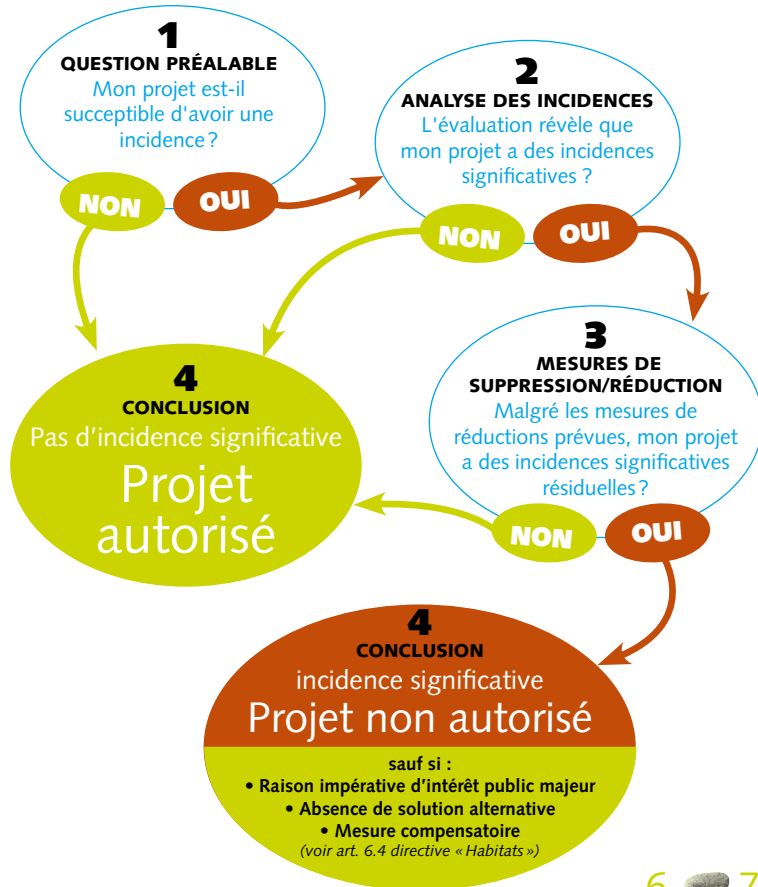 1
QUESTION PRÉALABLE
Mon projet est-il
succeptible d'avoir une
incidence ?
NON
OUI
2
ANALYSE DES INCIDENCES
L'évaluation révèle que
mon projet a des incidences
significatives ?
NON
OUI
3
MESURES DE
SUPPRESSION/RÉDUCTION
Malgré les mesures de
réductions prévues, mon projet
a des incidences significatives
résiduelles ?
NON
OUI
4
CONCLUSION
Pas d'incidence significative
Projet
autorisé
4
CONCLUSION
incidence significative
Projet non autorisé
sauf si :
• Raison impérative d'intérêt public majeur
• Absence de solution alternative
• Mesure compensatoire
(voir art. 6.4 directive « Habitats »)
6 7